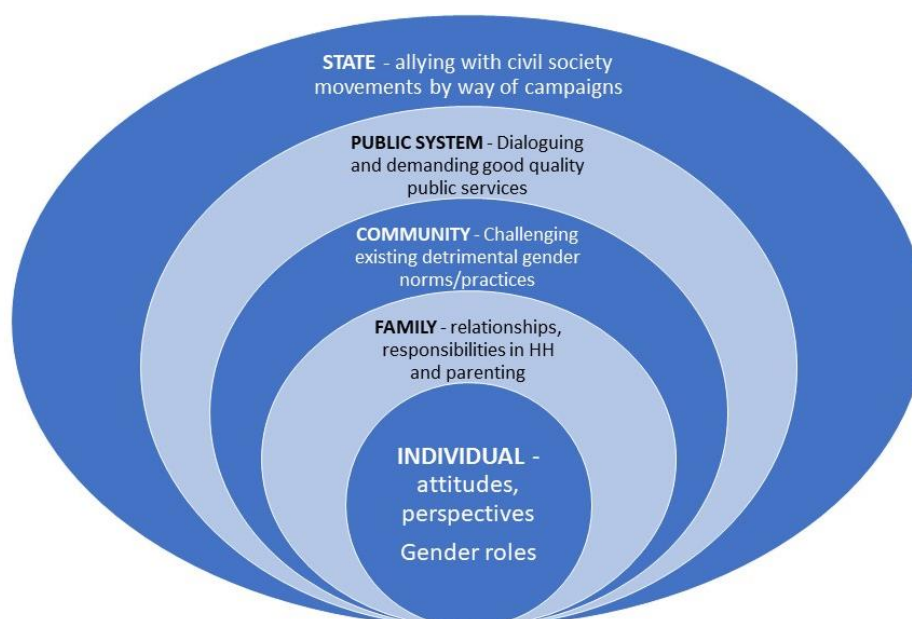 STATE - allying with civil society
movements by way of campaigns
PUBLIC SYSTEM - Dialoguing
and demanding good quality
public services
COMMUNITY - Challenging
existing detrimental gender
norms/practices
FAMILY - relationships,
responsibilities in HH
and parenting
INDIVIDUAL -
attitudes,
perspectives
Gender roles